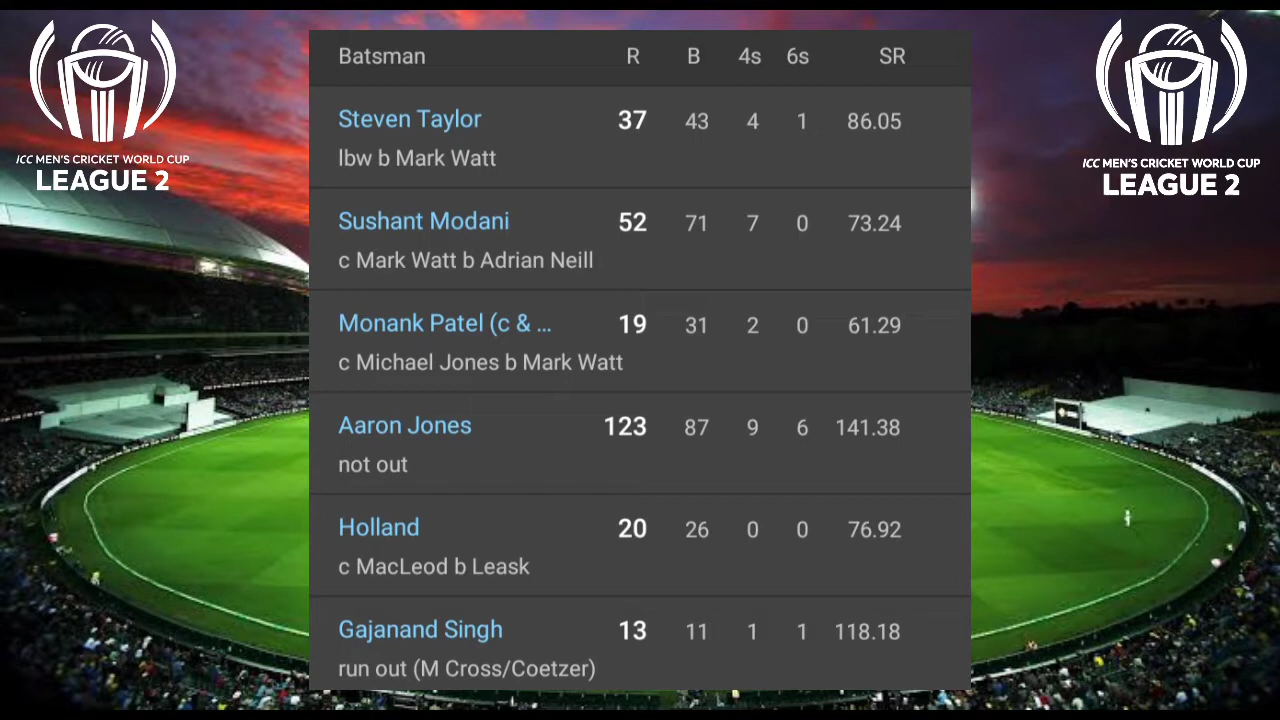 ICC MEN'S CRICKET WORLD CUP
LEAGUE 2
Batsman R B 4s 6s SR
Steven Taylor 37 43 4 1 86.05
lbw b Mark Watt
Sushant Modani 52 71 7 0 73.24
c Mark Watt b Adrian Neill
Monank Patel (c & ... 19 31 2 0 61.29
c Michael Jones b Mark Watt
Aaron Jones 123 87 9 6 141.38
not out
Holland 20 26 0 0 76.92
c MacLeod b Leask
Gajanand Singh 13 11 1 1 118.18
run out (M Cross/Coetzer)
ICC MEN'S CRICKET WORLD CUP
LEAGUE 2